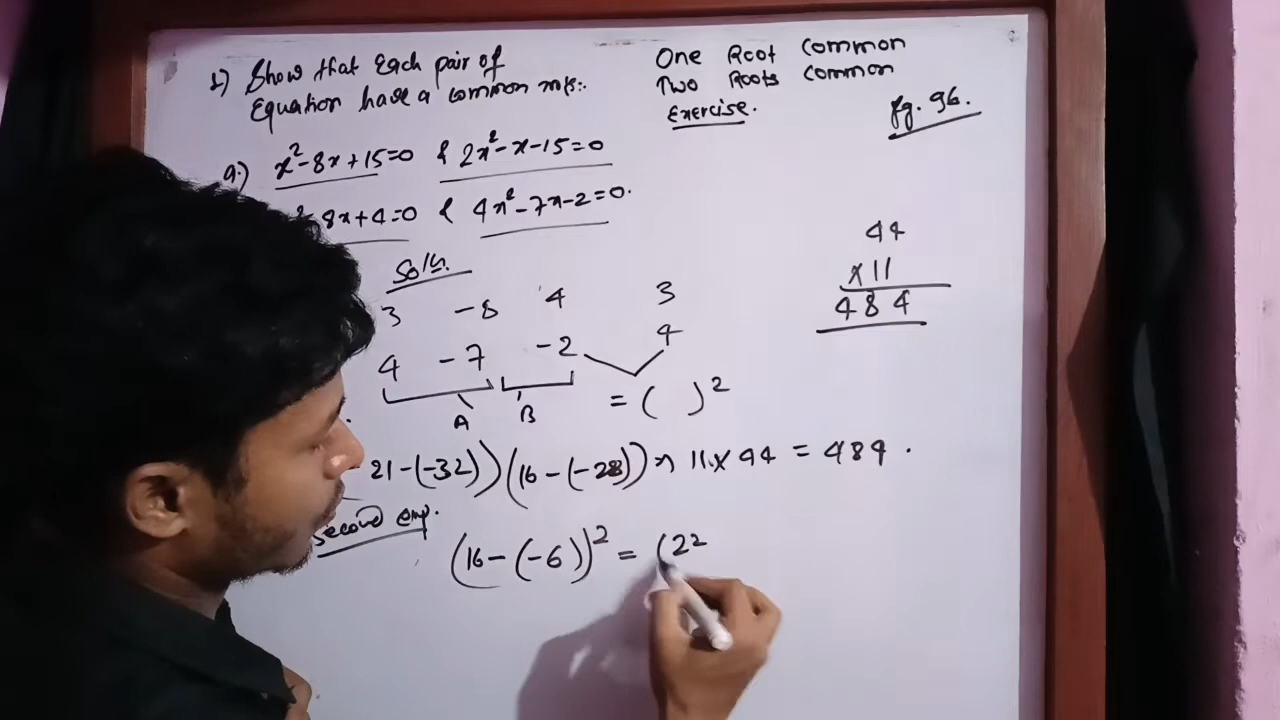 1) Show that Each pair of
Equation have a common roots:.
One Root Common
Two Roots Common
Exercise.
Pg. 96.
a) x²-8x+15=0 & 2x²-x-15=0
8x+4=0 & 4x²-7x-2=0.
Soln.
3 -8 4 3
4 -7 -2 4
A B = ( )²
44
×11
484
21-(-32))(16-(-28)) 11×44 = 484.
Second exp.
(16-(-6))² = (22